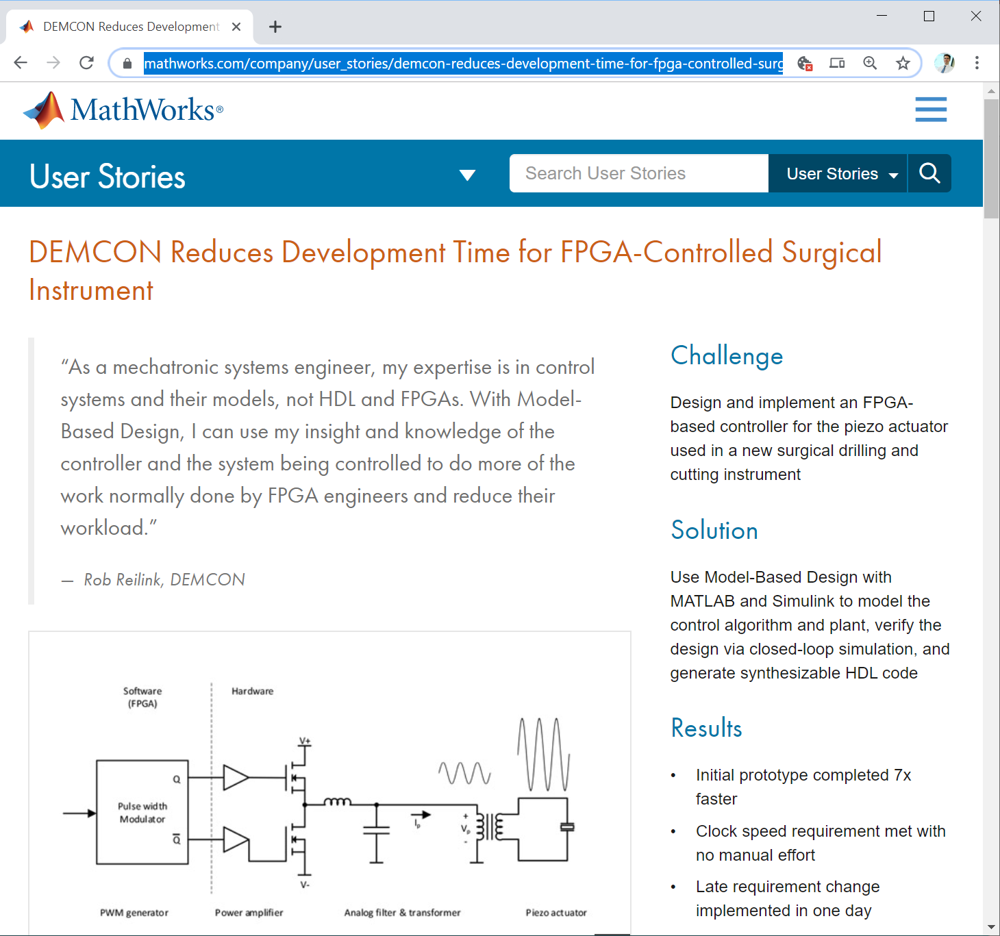 DEMCON Reduces Development
mathworks.com/company/user_stories/demcon-reduces-development-time-for-fpga-controlled-surg
MathWorks®
User Stories
Search User Stories
User Stories
DEMCON Reduces Development Time for FPGA-Controlled Surgical
Instrument
“As a mechatronic systems engineer, my expertise is in control
systems and their models, not HDL and FPGAs. With Model-
Based Design, I can use my insight and knowledge of the
controller and the system being controlled to do more of the
work normally done by FPGA engineers and reduce their
workload.”
— Rob Reilink, DEMCON
Challenge
Design and implement an FPGA-
based controller for the piezo actuator
used in a new surgical drilling and
cutting instrument
Solution
Use Model-Based Design with
MATLAB and Simulink to model the
control algorithm and plant, verify the
design via closed-loop simulation, and
generate synthesizable HDL code
Results
• Initial prototype completed 7x
faster
• Clock speed requirement met with
no manual effort
• Late requirement change
implemented in one day
Software
(FPGA)
Hardware
V+
Q
Pulse width
Modulator
Q̅
Ip
+
Vp
-
V-
PWM generator
Power amplifier
Analog filter & transformer
Piezo actuator